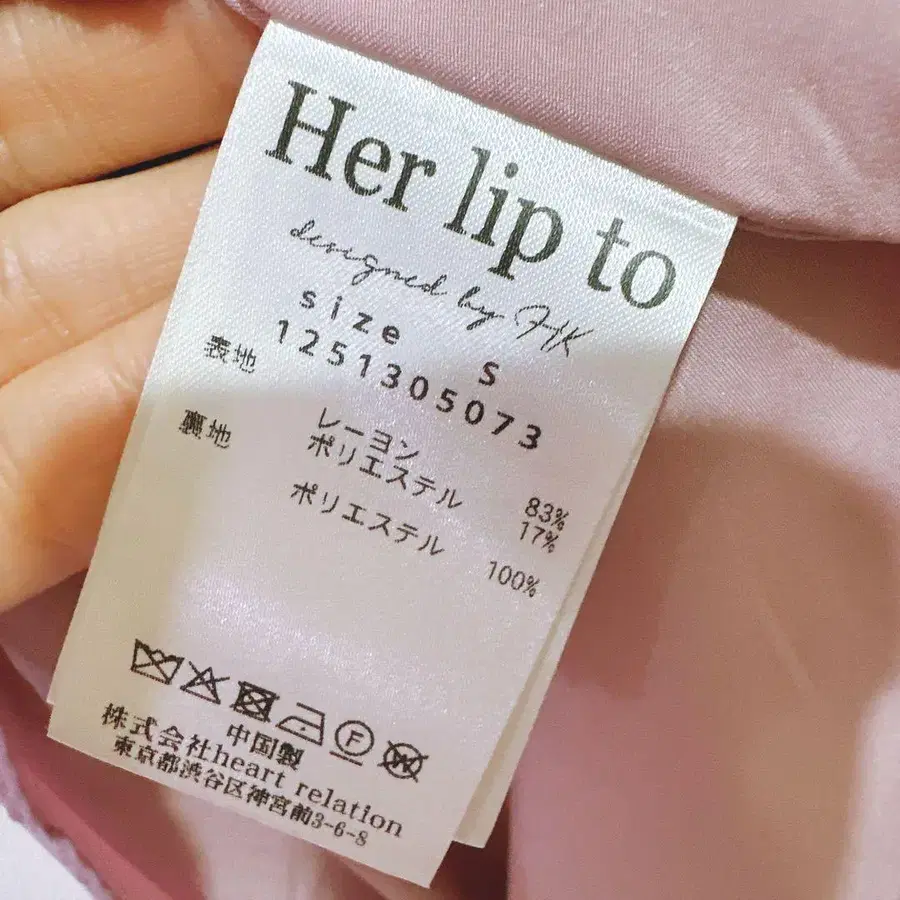 Her lip to
designed by HK
size S
1251305073
表地
レーヨン 83%
ポリエステル 17%
裏地
ポリエステル 100%
F W
中国製
株式会社heart relation
東京都渋谷区神宮前3-6-8